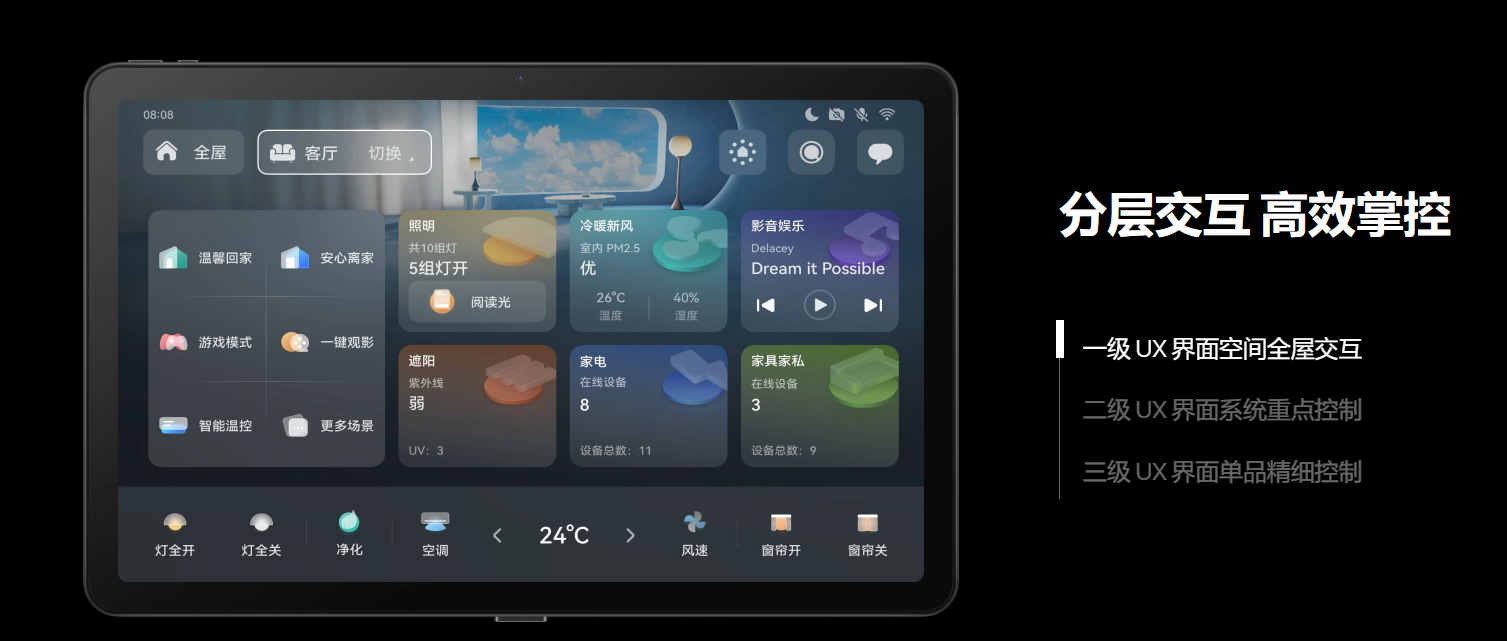 08:08
全屋
客厅 切换
温馨回家 安心离家
游戏模式 一键观影
智能温控 更多场景
照明
共10组灯
5组灯开
阅读光
冷暖新风
室内 PM2.5
优
26°C 40%
温度 湿度
影音娱乐
Delacey
Dream it Possible
遮阳
紫外线
弱
UV：3
家电
在线设备
8
设备总数：11
家具家私
在线设备
3
设备总数：9
灯全开 灯全关 净化 空调 24°C 风速 窗帘开 窗帘关
分层交互 高效掌控
一级 UX 界面空间全屋交互
二级 UX 界面系统重点控制
三级 UX 界面单品精细控制